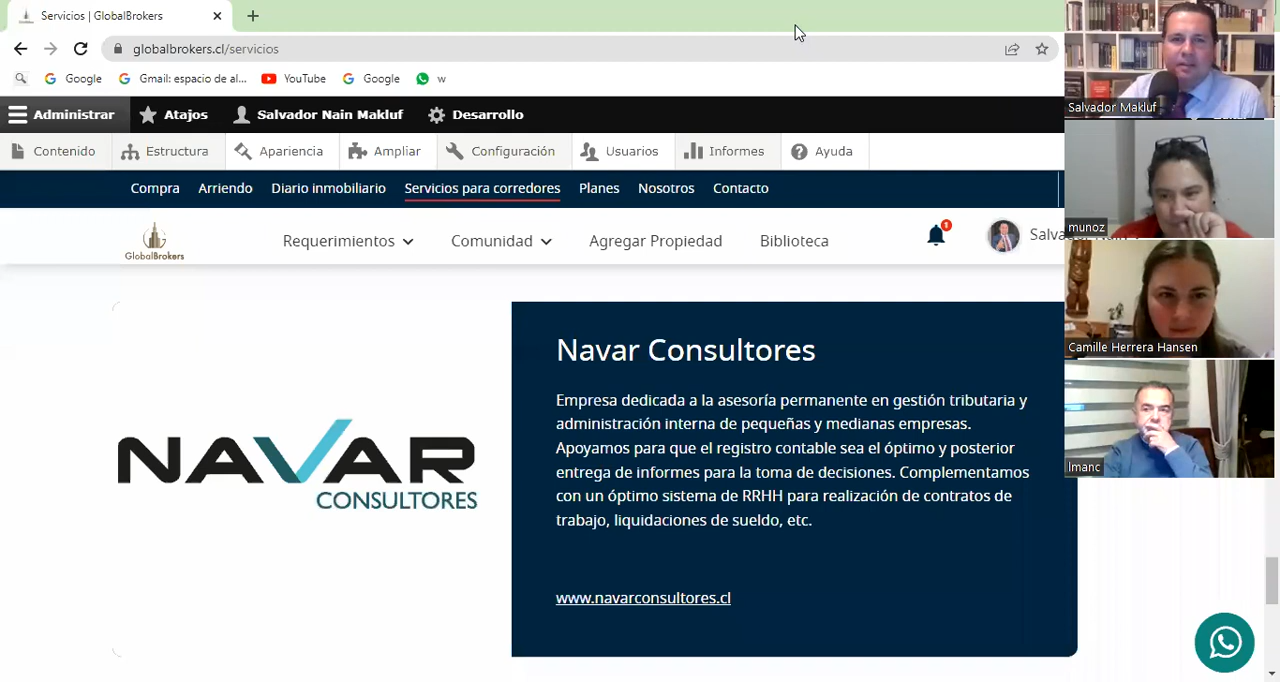 Servicios | GlobalBrokers
globalbrokers.cl/servicios
Google
Gmail: espacio de al...
YouTube
Google
w
Administrar
Atajos
Salvador Nain Makluf
Desarrollo
Contenido
Estructura
Apariencia
Ampliar
Configuración
Usuarios
Informes
Ayuda
Compra
Arriendo
Diario inmobiliario
Servicios para corredores
Planes
Nosotros
Contacto
GlobalBrokers
Requerimientos
Comunidad
Agregar Propiedad
Biblioteca
1
Salvador Nain
NAVAR
CONSULTORES
Navar Consultores
Empresa dedicada a la asesoría permanente en gestión tributaria y
administración interna de pequeñas y medianas empresas.
Apoyamos para que el registro contable sea el óptimo y posterior
entrega de informes para la toma de decisiones. Complementamos
con un óptimo sistema de RRHH para realización de contratos de
trabajo, liquidaciones de sueldo, etc.
www.navarconsultores.cl
Salvador Makluf
munoz
Camille Herrera Hansen
lmanc